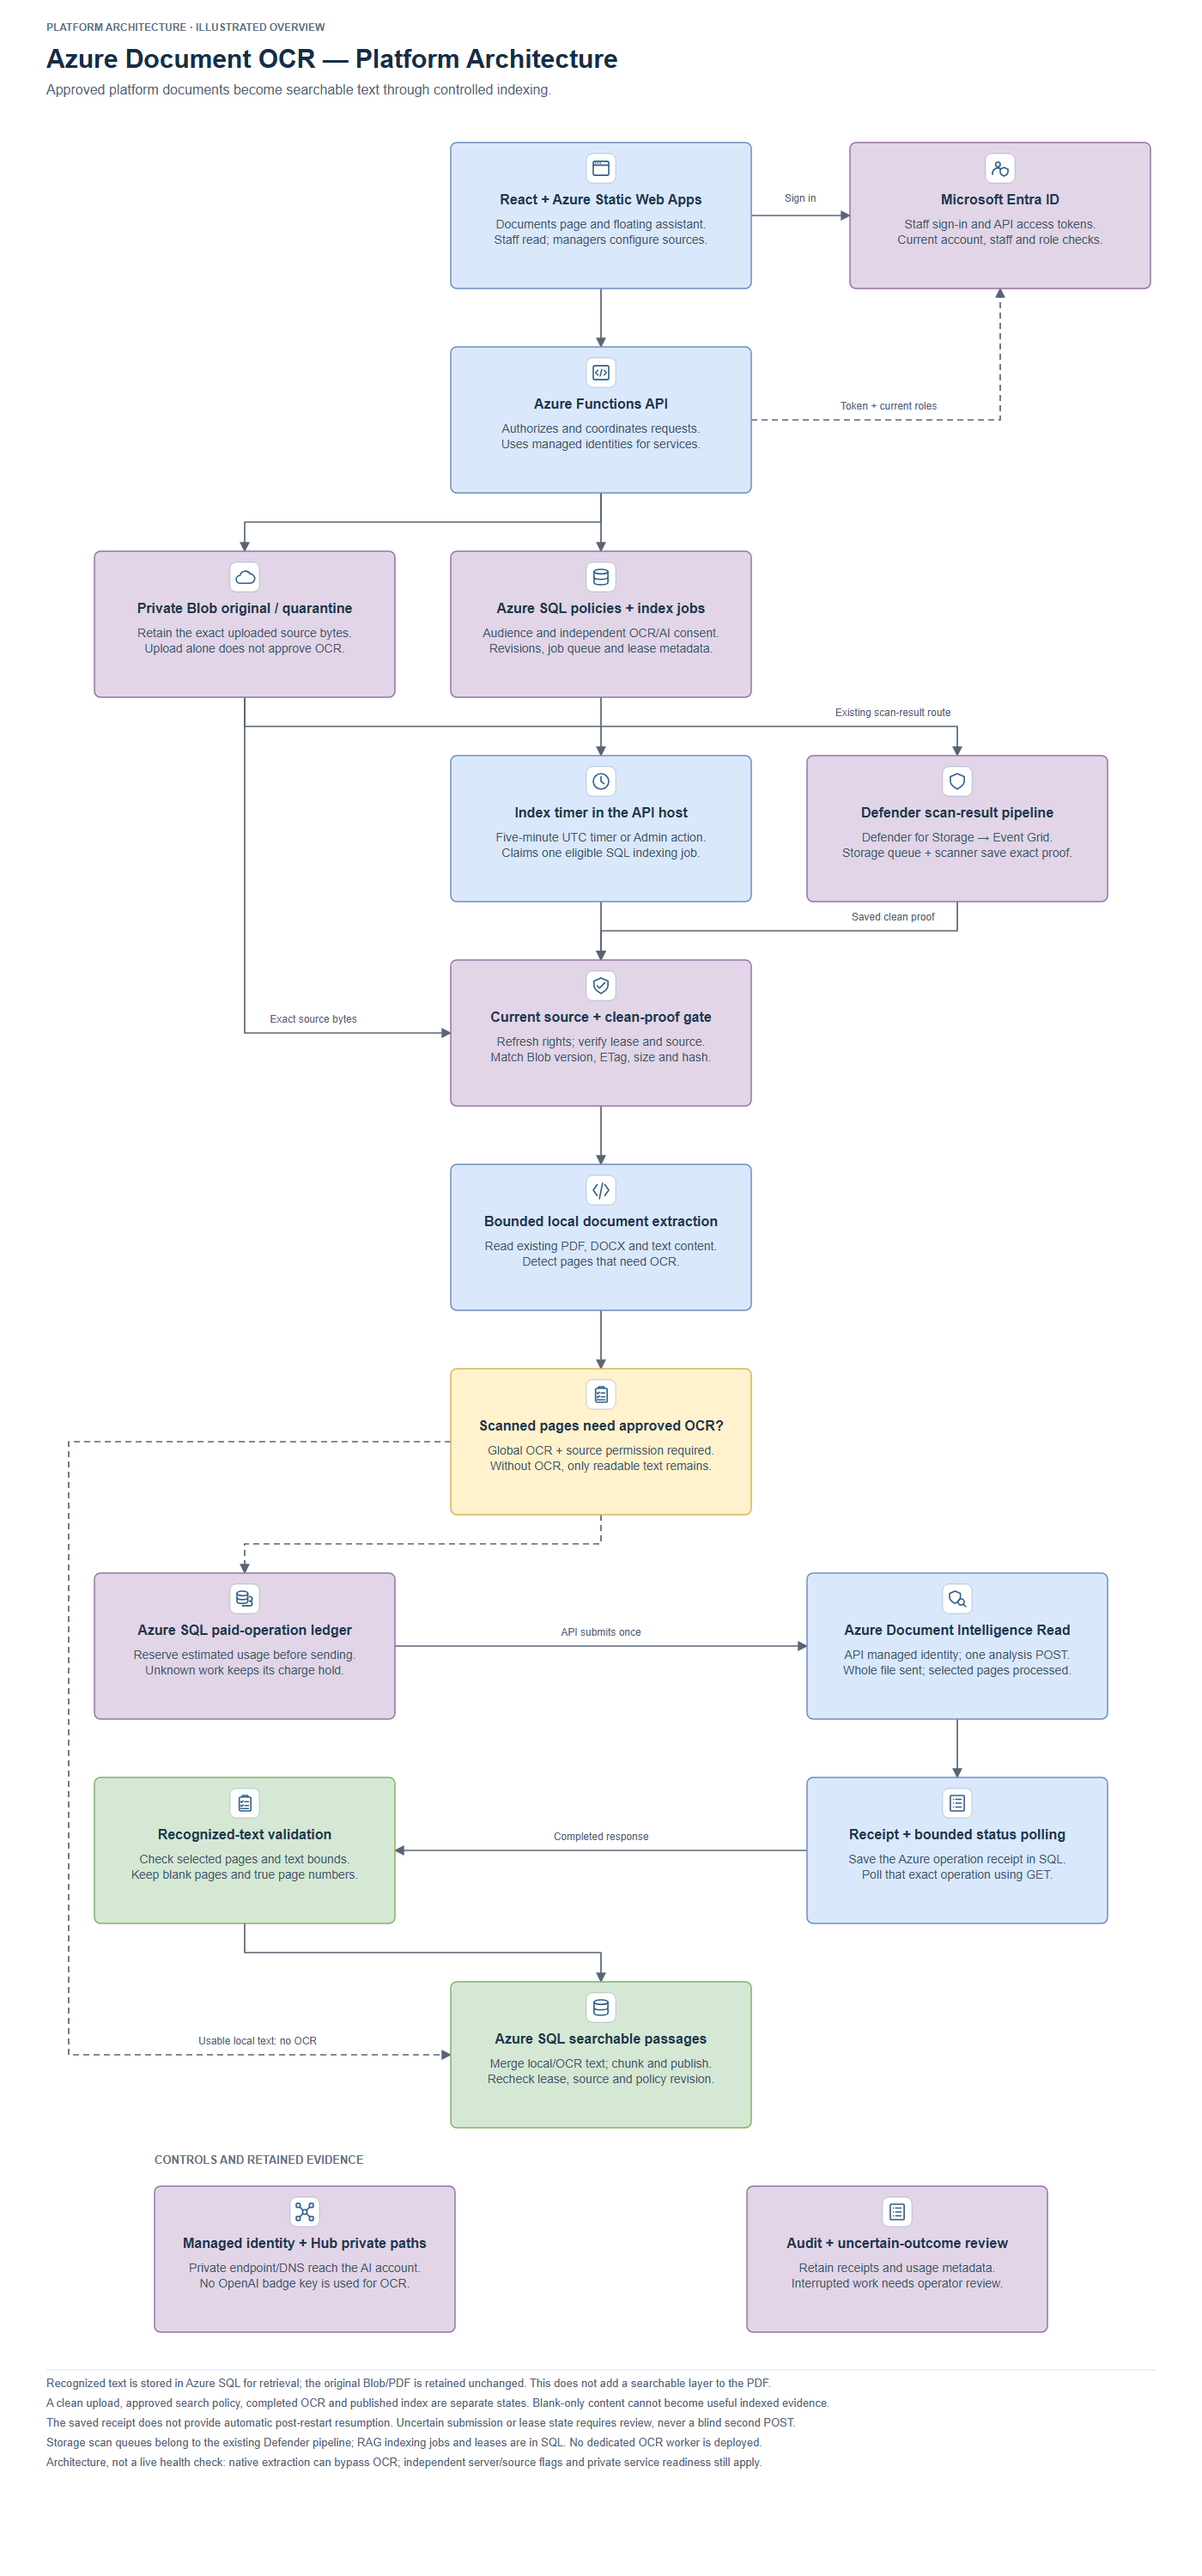 PLATFORM ARCHITECTURE · ILLUSTRATED OVERVIEW
Azure Document OCR — Platform Architecture
Approved platform documents become searchable text through controlled indexing.
React + Azure Static Web Apps
Documents page and floating assistant.
Staff read; managers configure sources.
Sign in
Microsoft Entra ID
Staff sign-in and API access tokens.
Current account, staff and role checks.
Azure Functions API
Authorizes and coordinates requests.
Uses managed identities for services.
Token + current roles
Private Blob original / quarantine
Retain the exact uploaded source bytes.
Upload alone does not approve OCR.
Azure SQL policies + index jobs
Audience and independent OCR/AI consent.
Revisions, job queue and lease metadata.
Existing scan-result route
Index timer in the API host
Five-minute UTC timer or Admin action.
Claims one eligible SQL indexing job.
Defender scan-result pipeline
Defender for Storage → Event Grid.
Storage queue + scanner save exact proof.
Saved clean proof
Exact source bytes
Current source + clean-proof gate
Refresh rights; verify lease and source.
Match Blob version, ETag, size and hash.
Bounded local document extraction
Read existing PDF, DOCX and text content.
Detect pages that need OCR.
Scanned pages need approved OCR?
Global OCR + source permission required.
Without OCR, only readable text remains.
Azure SQL paid-operation ledger
Reserve estimated usage before sending.
Unknown work keeps its charge hold.
API submits once
Azure Document Intelligence Read
API managed identity; one analysis POST.
Whole file sent; selected pages processed.
Recognized-text validation
Check selected pages and text bounds.
Keep blank pages and true page numbers.
Completed response
Receipt + bounded status polling
Save the Azure operation receipt in SQL.
Poll that exact operation using GET.
Usable local text: no OCR
Azure SQL searchable passages
Merge local/OCR text; chunk and publish.
Recheck lease, source and policy revision.
CONTROLS AND RETAINED EVIDENCE
Managed identity + Hub private paths
Private endpoint/DNS reach the AI account.
No OpenAI badge key is used for OCR.
Audit + uncertain-outcome review
Retain receipts and usage metadata.
Interrupted work needs operator review.
Recognized text is stored in Azure SQL for retrieval; the original Blob/PDF is retained unchanged. This does not add a searchable layer to the PDF.
A clean upload, approved search policy, completed OCR and published index are separate states. Blank-only content cannot become useful indexed evidence.
The saved receipt does not provide automatic post-restart resumption. Uncertain submission or lease state requires review, never a blind second POST.
Storage scan queues belong to the existing Defender pipeline; RAG indexing jobs and leases are in SQL. No dedicated OCR worker is deployed.
Architecture, not a live health check: native extraction can bypass OCR; independent server/source flags and private service readiness still apply.